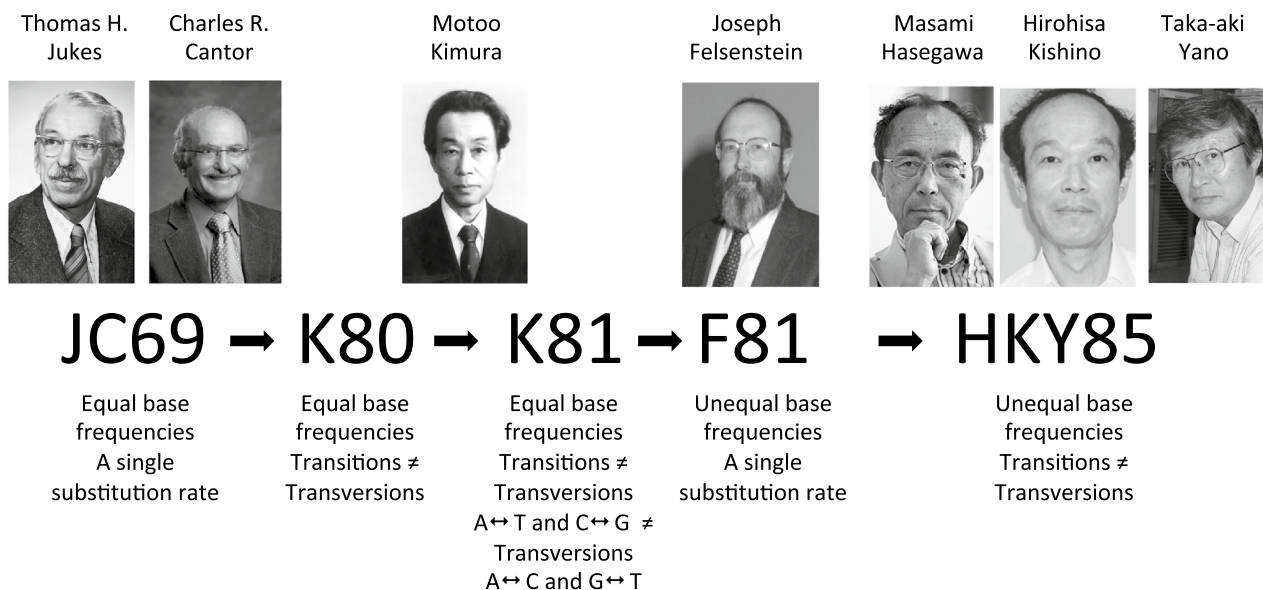 Thomas H.
Jukes
Charles R.
Cantor
Motoo
Kimura
Joseph
Felsenstein
Masami
Hasegawa
Hirohisa
Kishino
Taka-aki
Yano
JC69 ➡ K80 ➡ K81 ➡ F81 ➡ HKY85
Equal base
frequencies
A single
substitution rate
Equal base
frequencies
Transitions ≠
Transversions
Equal base
frequencies
Transitions ≠
Transversions
A↔T and C↔G ≠
Transversions
A↔C and G↔T
Unequal base
frequencies
A single
substitution rate
Unequal base
frequencies
Transitions ≠
Transversions